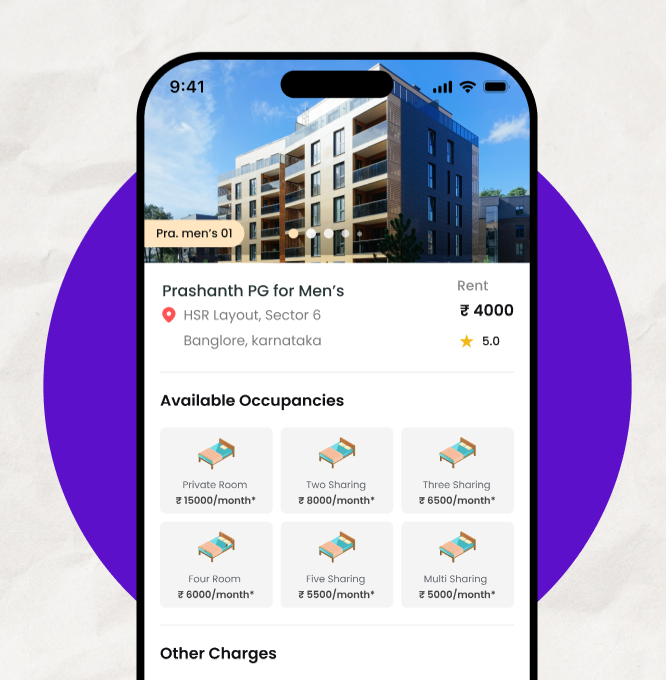 9:41
Pra. men's 01
Prashanth PG for Men's
Rent
HSR Layout, Sector 6
₹ 4000
Banglore, karnataka
5.0
Available Occupancies
Private Room
₹ 15000/month*
Two Sharing
₹ 8000/month*
Three Sharing
₹ 6500/month*
Four Room
₹ 6000/month*
Five Sharing
₹ 5500/month*
Multi Sharing
₹ 5000/month*
Other Charges